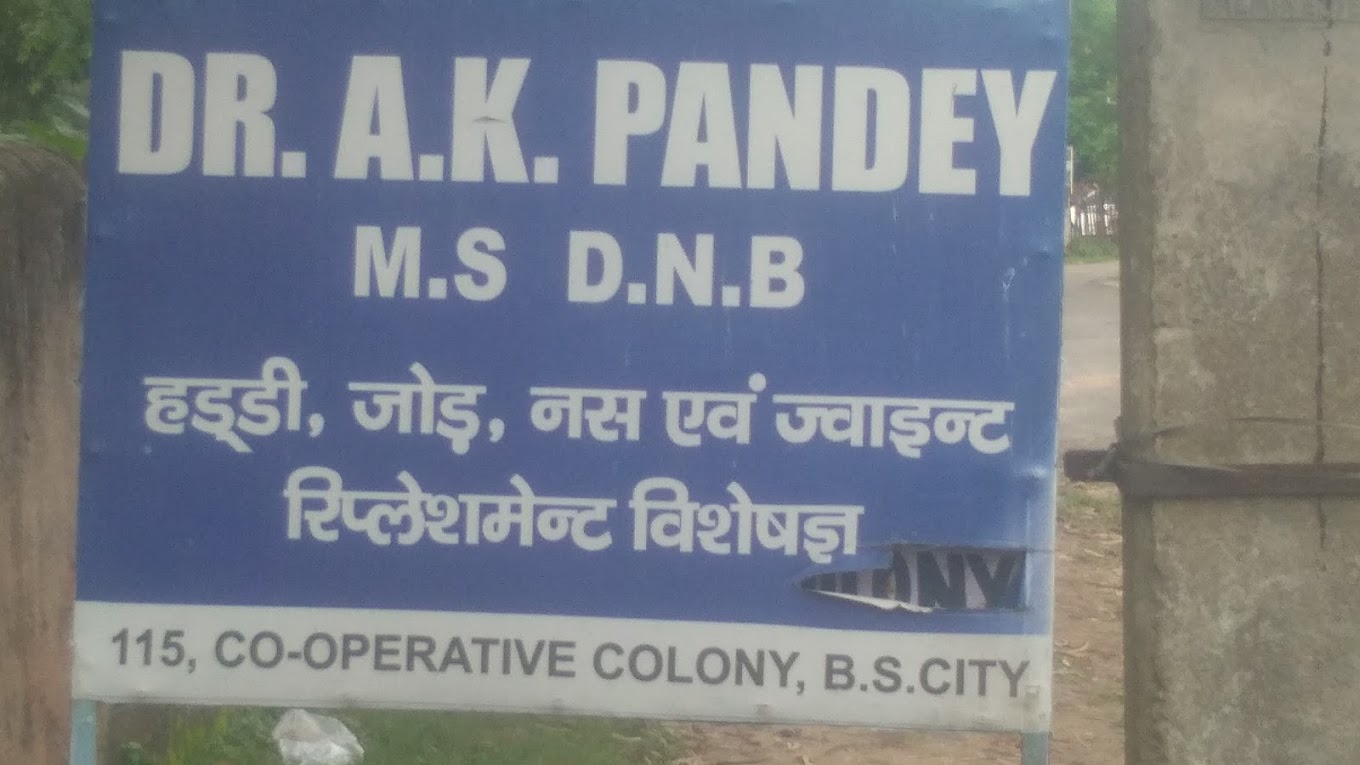 DR. A.K. PANDEY
M.S D.N.B
हड्डी, जोड़, नस एवं ज्वाइन्ट
रिप्लेशमेन्ट विशेषज्ञ
115, CO-OPERATIVE COLONY, B.S.CITY